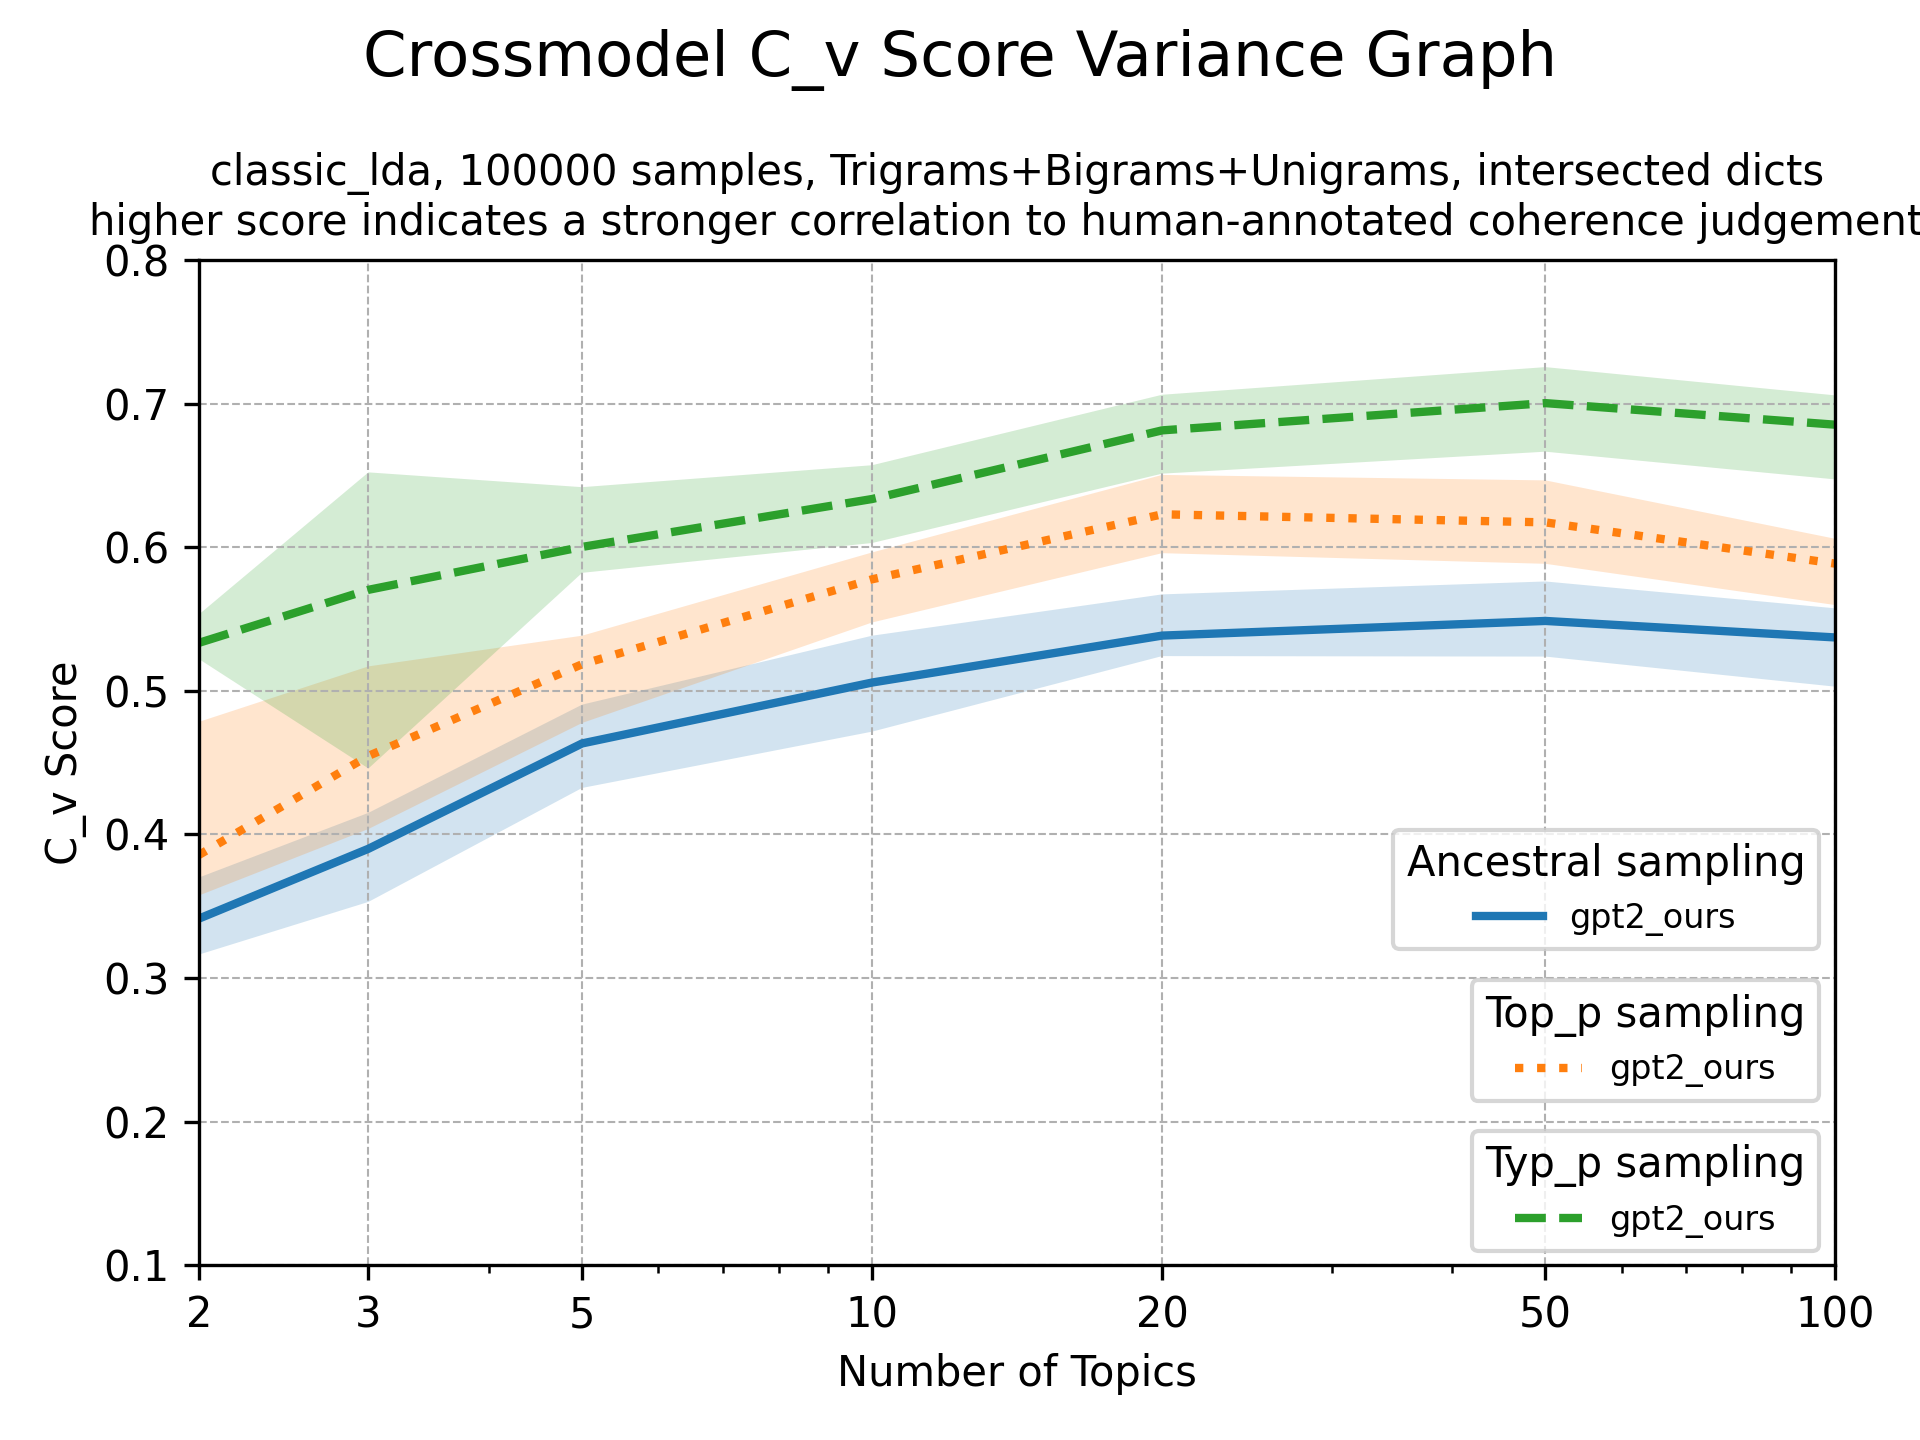 Crossmodel C_v Score Variance Graph
classic_lda, 100000 samples, Trigrams+Bigrams+Unigrams, intersected dicts
higher score indicates a stronger correlation to human-annotated coherence judgement
0.8
0.7
0.6
0.5
0.4
0.3
0.2
0.1
C_v Score
Ancestral sampling
gpt2_ours
Top_p sampling
gpt2_ours
Typ_p sampling
gpt2_ours
2 3 5 10 20 50 100
Number of Topics